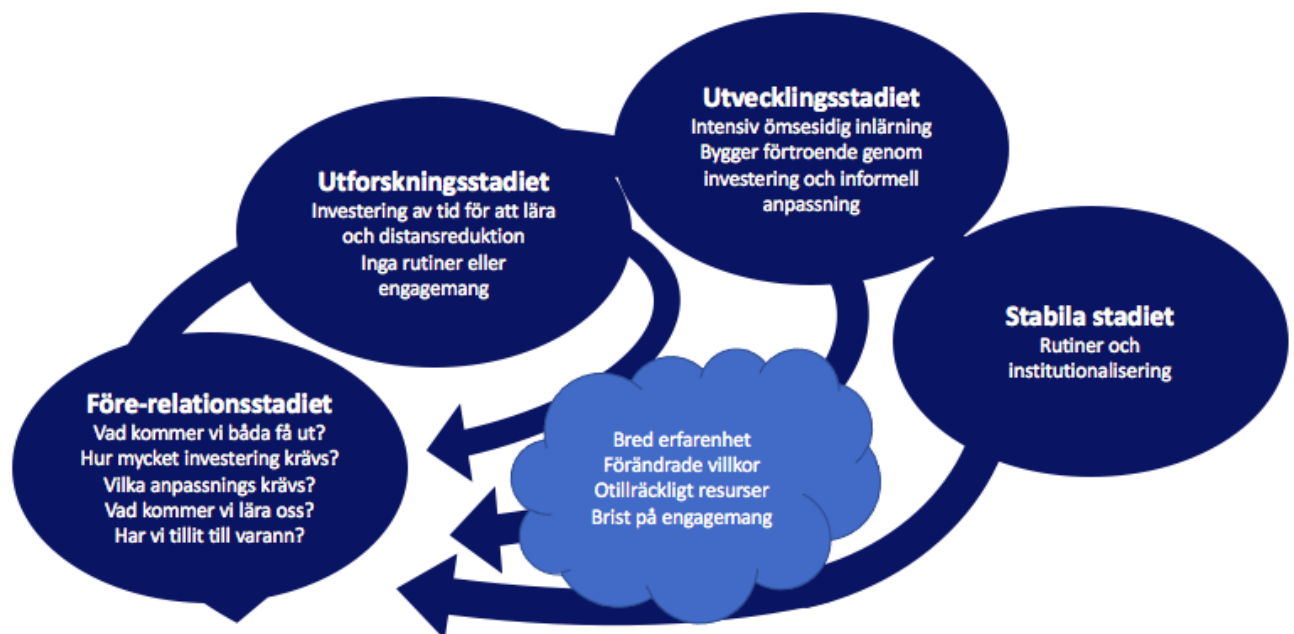 Utvecklingsstadiet
Intensiv ömsesidig inlärning
Bygger förtroende genom
investering och informell
anpassning
Utforskningsstadiet
Investering av tid för att lära
och distansreduktion
Inga rutiner eller
engagemang
Stabila stadiet
Rutiner och
institutionalisering
Före-relationsstadiet
Vad kommer vi båda få ut?
Hur mycket investering krävs?
Vilka anpassnings krävs?
Vad kommer vi lära oss?
Har vi tillit till varann?
Bred erfarenhet
Förändrade villkor
Otillräckligt resurser
Brist på engagemang